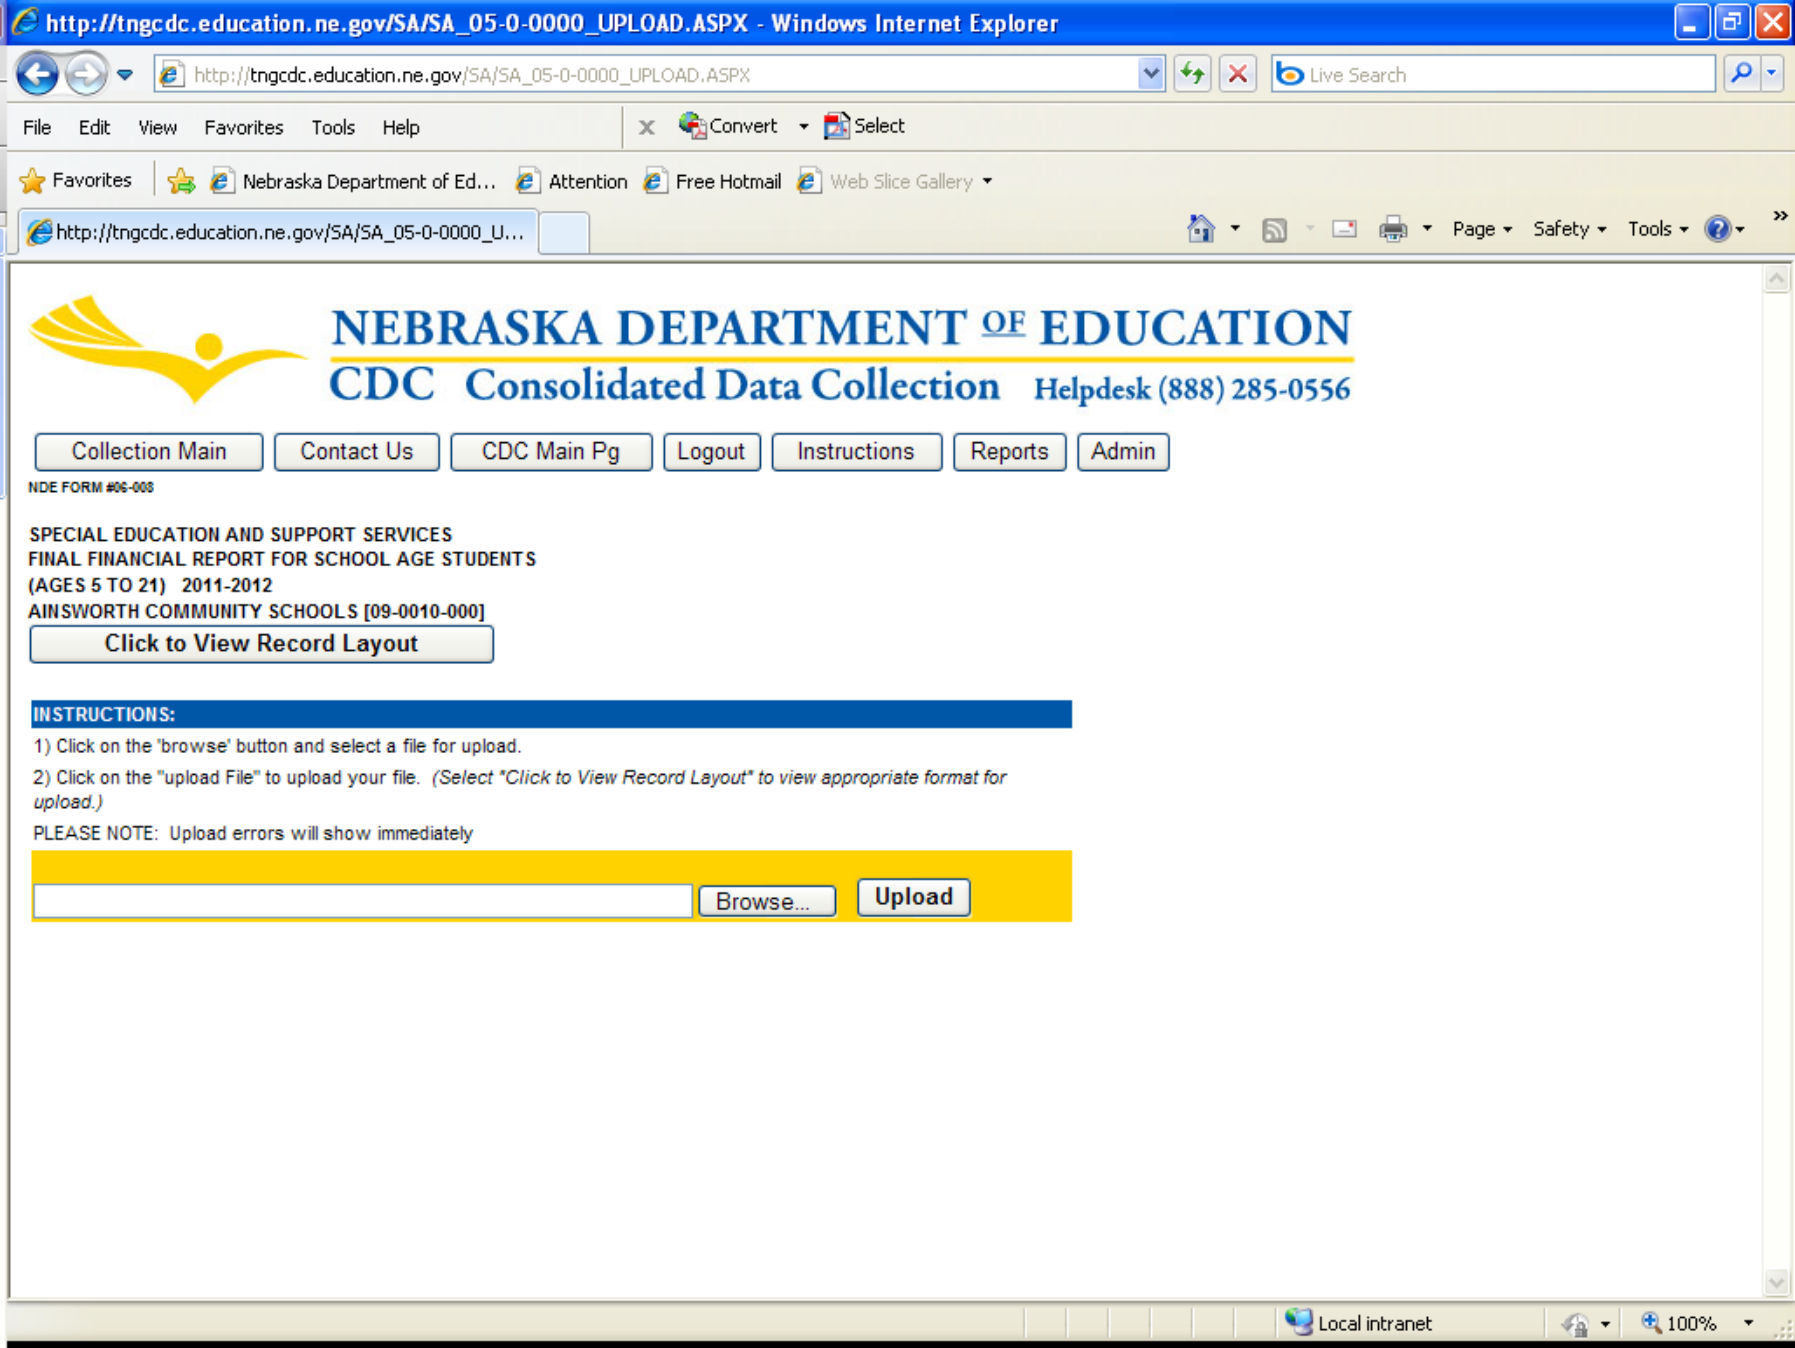 http://tngcdc.education.ne.gov/SA/SA_05-0-0000_UPLOAD.ASPX - Windows Internet Explorer
http://tngcdc.education.ne.gov/SA/SA_05-0-0000_UPLOAD.ASPX Live Search
File Edit View Favorites Tools Help x Convert Select
Favorites Nebraska Department of Ed... Attention Free Hotmail Web Slice Gallery
http://tngcdc.education.ne.gov/SA/SA_05-0-0000_U... Page Safety Tools »
NEBRASKA DEPARTMENT OF EDUCATION
CDC Consolidated Data Collection Helpdesk (888) 285-0556
Collection Main Contact Us CDC Main Pg Logout Instructions Reports Admin
NDE FORM #06-008
SPECIAL EDUCATION AND SUPPORT SERVICES
FINAL FINANCIAL REPORT FOR SCHOOL AGE STUDENTS
(AGES 5 TO 21) 2011-2012
AINSWORTH COMMUNITY SCHOOLS [09-0010-000]
Click to View Record Layout
INSTRUCTIONS:
1) Click on the 'browse' button and select a file for upload.
2) Click on the "upload File" to upload your file. (Select "Click to View Record Layout" to view appropriate format for
upload.)
PLEASE NOTE: Upload errors will show immediately
Browse... Upload
Local intranet 100%